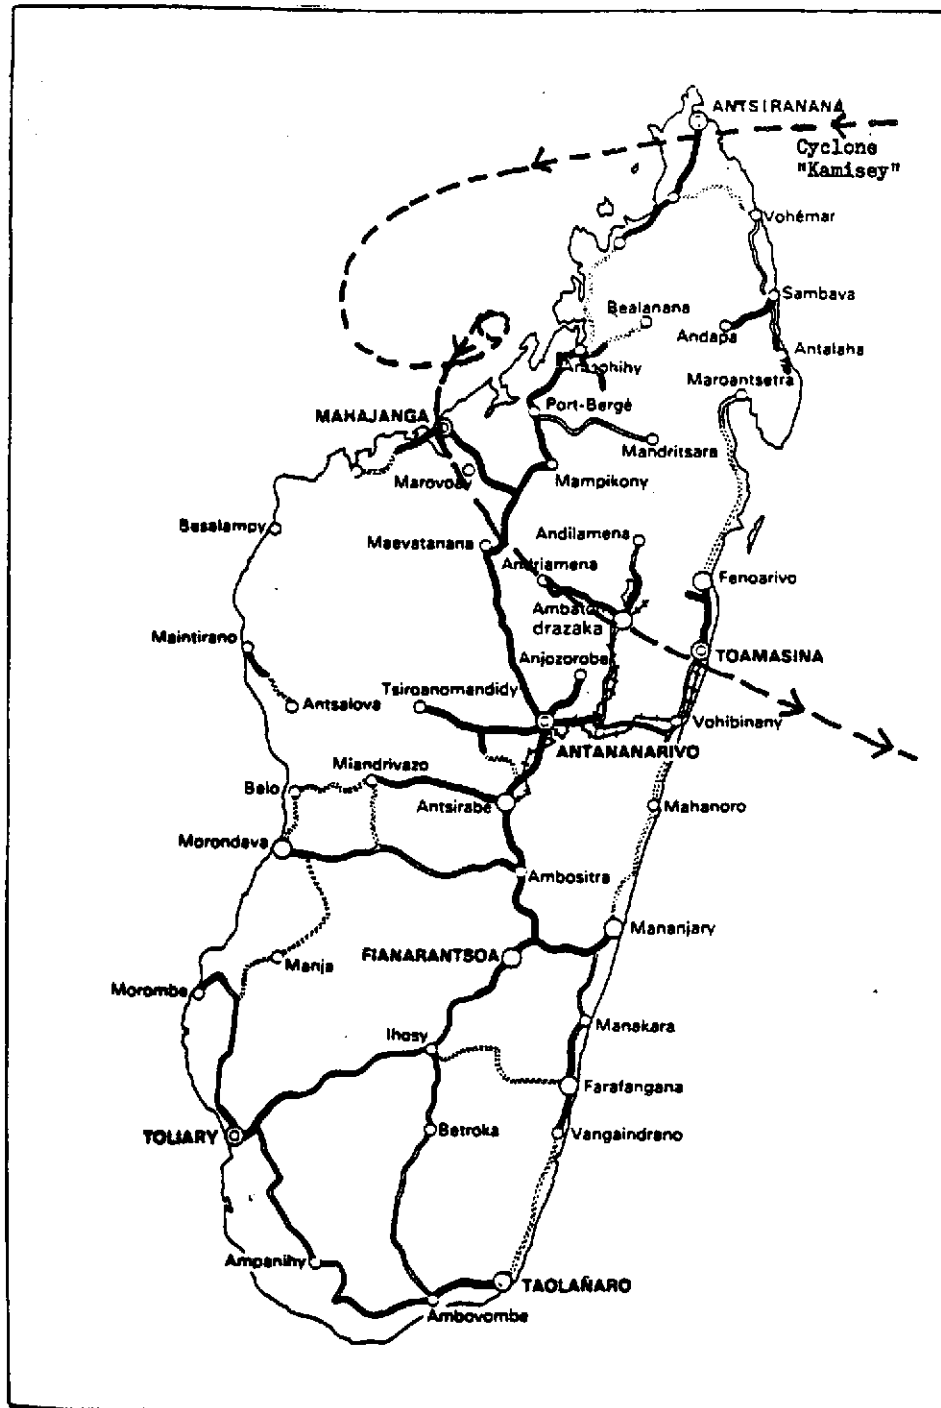 ANTSIRANANA
Cyclone
"Kamisey"
Vohémar
Sambava
Bealanana
Andapa
Antalaha
Maroantsetra
Port-Bergé
MAHAJANGA
Mandritsara
Mampikony
Besalampy
Maevatanana
Andilamena
Andriamena
Fenoarivo
drazaka
Maintirano
TOAMASINA
Anjozorobe
Tsiroanomandidy
Antsalova
Vohibinany
ANTANANARIVO
Miandrivazo
Belo
Antsirabe
Mahanoro
Morondava
Ambositra
Mananjary
FIANARANTSOA
Manja
Morombe
Manakara
Ihosy
Farafangana
TOLIARY
Betroka
Vangaindrano
Ampanihy
TAOLAÑARO
Ambovombe